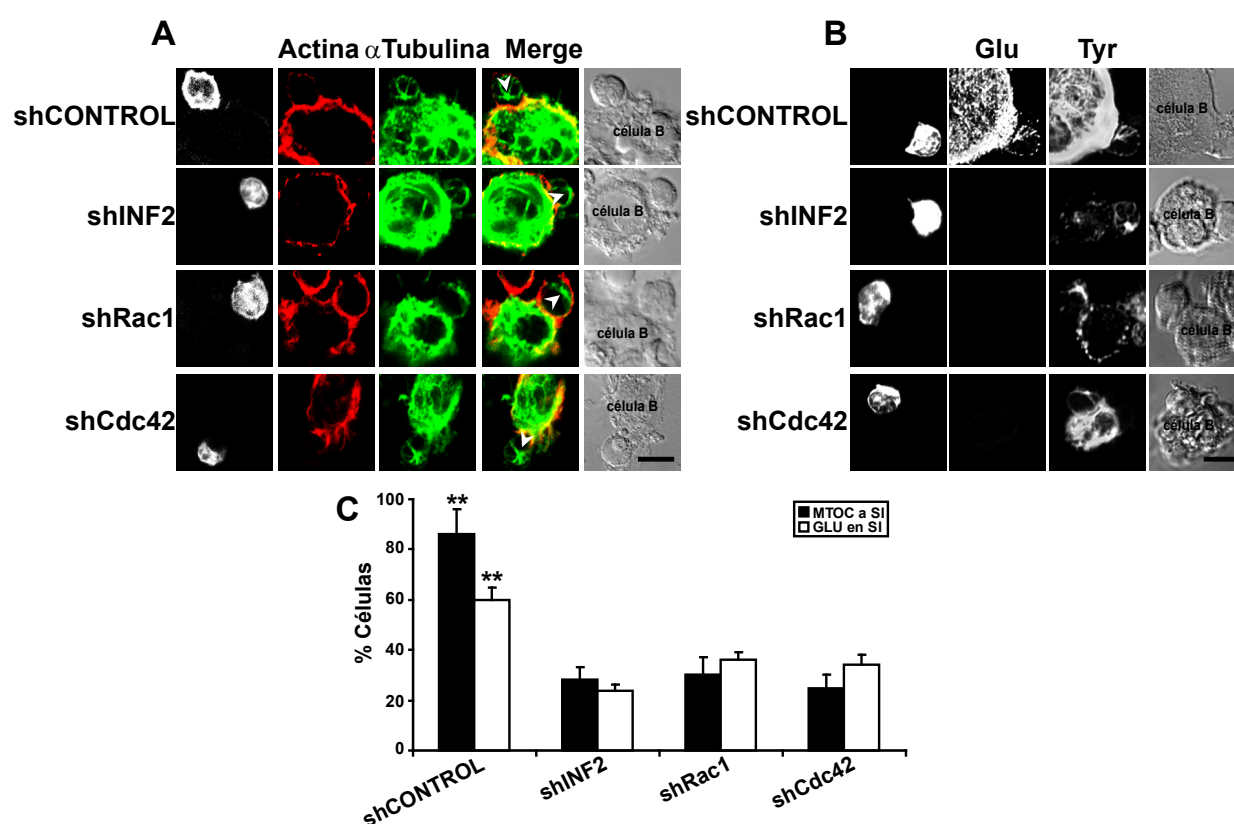 A
Actina αTubulina Merge
shCONTROL
célula B
shINF2
célula B
shRac1
célula B
shCdc42
célula B
B
Glu Tyr
shCONTROL
célula B
shINF2
célula B
shRac1
célula B
shCdc42
célula B
C
% Células
100
80
60
40
20
0
**
**
MTOC a SI
GLU en SI
shCONTROL
shINF2
shRac1
shCdc42